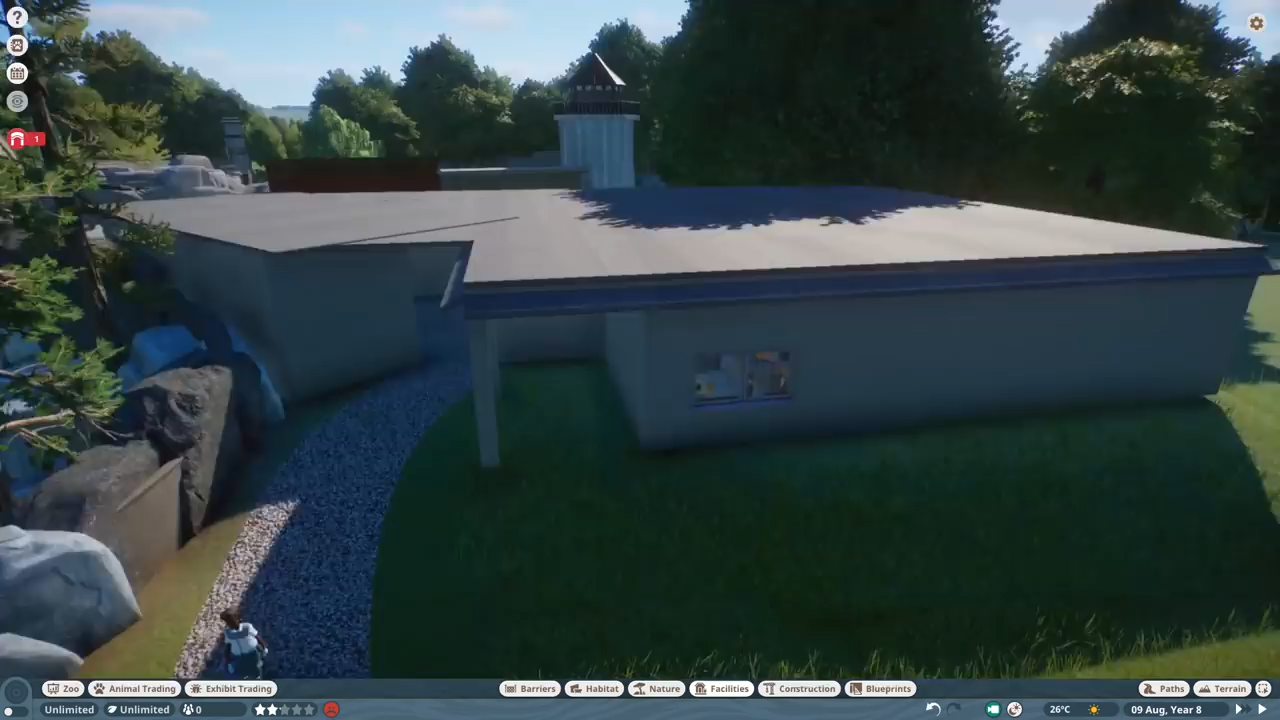 ?
1
Zoo Animal Trading Exhibit Trading Barriers Habitat Nature Facilities Construction Blueprints Paths Terrain
Unlimited Unlimited 0 26°C 09 Aug, Year 8